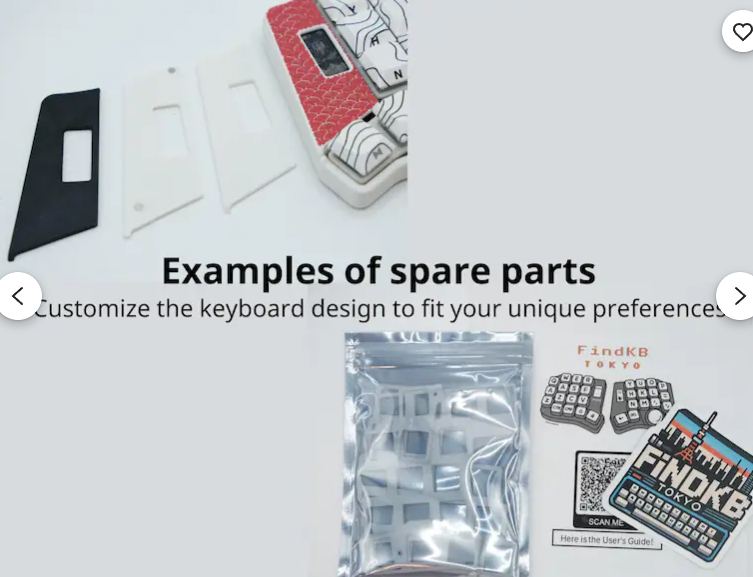 Y
H
N
M
Examples of spare parts
Customize the keyboard design to fit your unique preferences
FindKB
TOKYO
SCAN ME
Here is the User's Guide!
FiNDKB
TOKYO